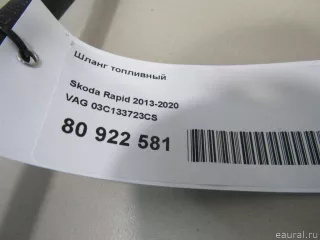 Шланг топливный
Skoda Rapid 2013-2020
VAG 03C133723CS
80 922 581
eaural.ru